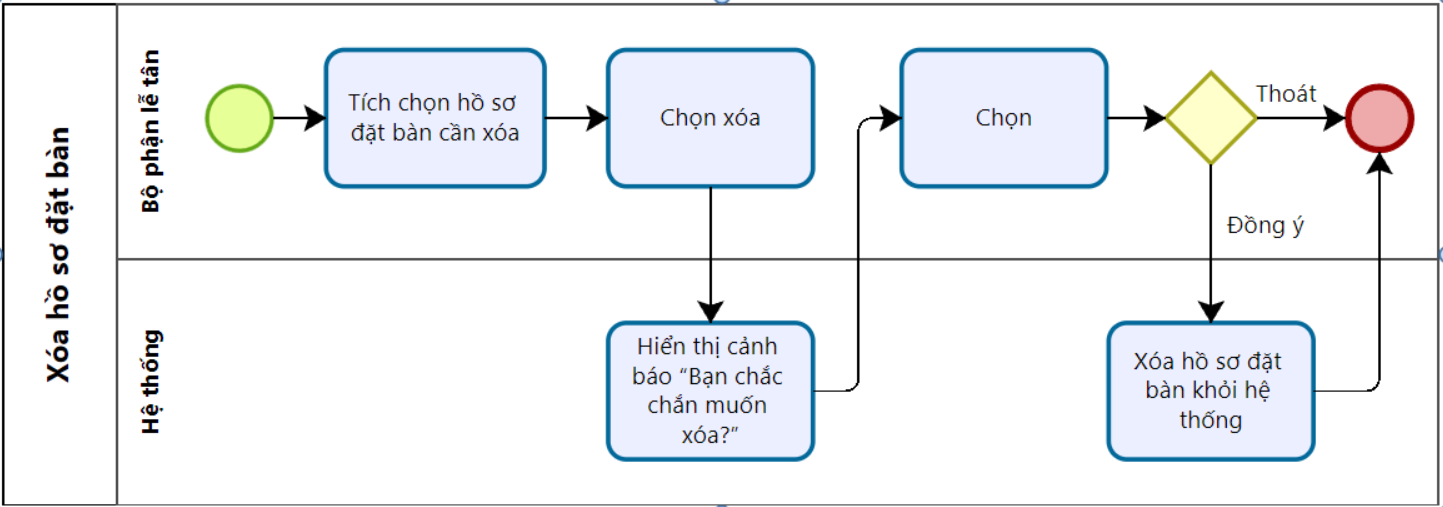 Xóa hồ sơ đặt bàn
Bộ phận lễ tân
Tích chọn hồ sơ
đặt bàn cần xóa
Chọn xóa
Chọn
Thoát
Đồng ý
Hệ thống
Hiển thị cảnh
báo “Bạn chắc
chắn muốn
xóa?”
Xóa hồ sơ đặt
bàn khỏi hệ
thống